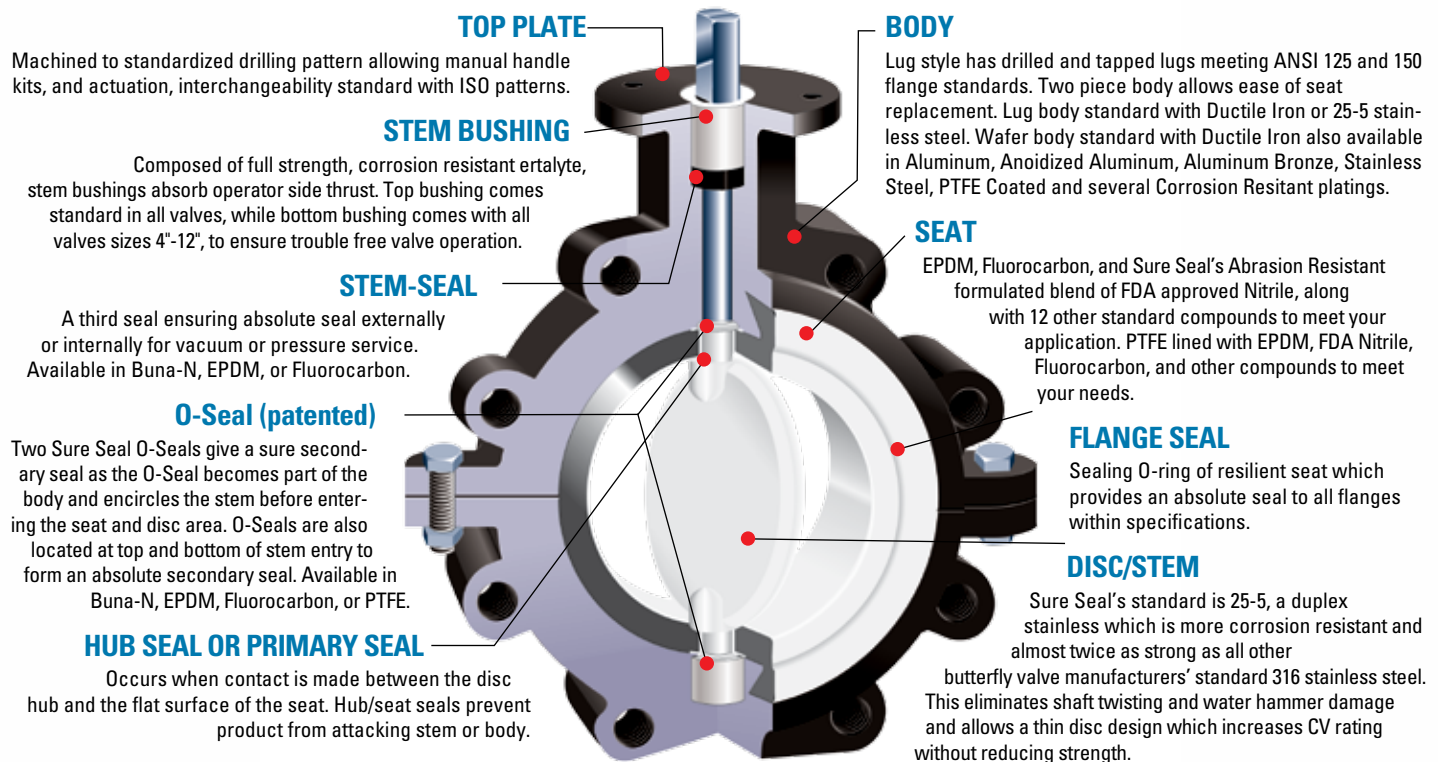 TOP PLATE
Machined to standardized drilling pattern allowing manual handle
kits, and actuation, interchangeability standard with ISO patterns.
STEM BUSHING
Composed of full strength, corrosion resistant ertalyte,
stem bushings absorb operator side thrust. Top bushing comes
standard in all valves, while bottom bushing comes with all
valves sizes 4"-12", to ensure trouble free valve operation.
STEM-SEAL
A third seal ensuring absolute seal externally
or internally for vacuum or pressure service.
Available in Buna-N, EPDM, or Fluorocarbon.
O-Seal (patented)
Two Sure Seal O-Seals give a sure second-
ary seal as the O-Seal becomes part of the
body and encircles the stem before enter-
ing the seat and disc area. O-Seals are also
located at top and bottom of stem entry to
form an absolute secondary seal. Available in
Buna-N, EPDM, Fluorocarbon, or PTFE.
HUB SEAL OR PRIMARY SEAL
Occurs when contact is made between the disc
hub and the flat surface of the seat. Hub/seat seals prevent
product from attacking stem or body.
BODY
Lug style has drilled and tapped lugs meeting ANSI 125 and 150
flange standards. Two piece body allows ease of seat
replacement. Lug body standard with Ductile Iron or 25-5 stain-
less steel. Wafer body standard with Ductile Iron also available
in Aluminum, Anoidized Aluminum, Aluminum Bronze, Stainless
Steel, PTFE Coated and several Corrosion Resitant platings.
SEAT
EPDM, Fluorocarbon, and Sure Seal's Abrasion Resistant
formulated blend of FDA approved Nitrile, along
with 12 other standard compounds to meet your
application. PTFE lined with EPDM, FDA Nitrile,
Fluorocarbon, and other compounds to meet
your needs.
FLANGE SEAL
Sealing O-ring of resilient seat which
provides an absolute seal to all flanges
within specifications.
DISC/STEM
Sure Seal's standard is 25-5, a duplex
stainless which is more corrosion resistant and
almost twice as strong as all other
butterfly valve manufacturers' standard 316 stainless steel.
This eliminates shaft twisting and water hammer damage
and allows a thin disc design which increases CV rating
without reducing strength.